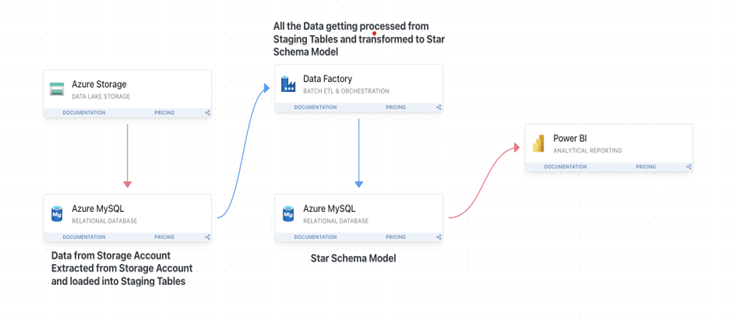 All the Data getting processed from
Staging Tables and transformed to Star
Schema Model
Azure Storage
DATA LAKE STORAGE
DOCUMENTATION PRICING
Data Factory
BATCH ETL & ORCHESTRATION
DOCUMENTATION PRICING
Power BI
ANALYTICAL REPORTING
DOCUMENTATION PRICING
My
Azure MySQL
RELATIONAL DATABASE
DOCUMENTATION PRICING
Data from Storage Account
Extracted from Storage Account
and loaded into Staging Tables
My
Azure MySQL
RELATIONAL DATABASE
DOCUMENTATION PRICING
Star Schema Model